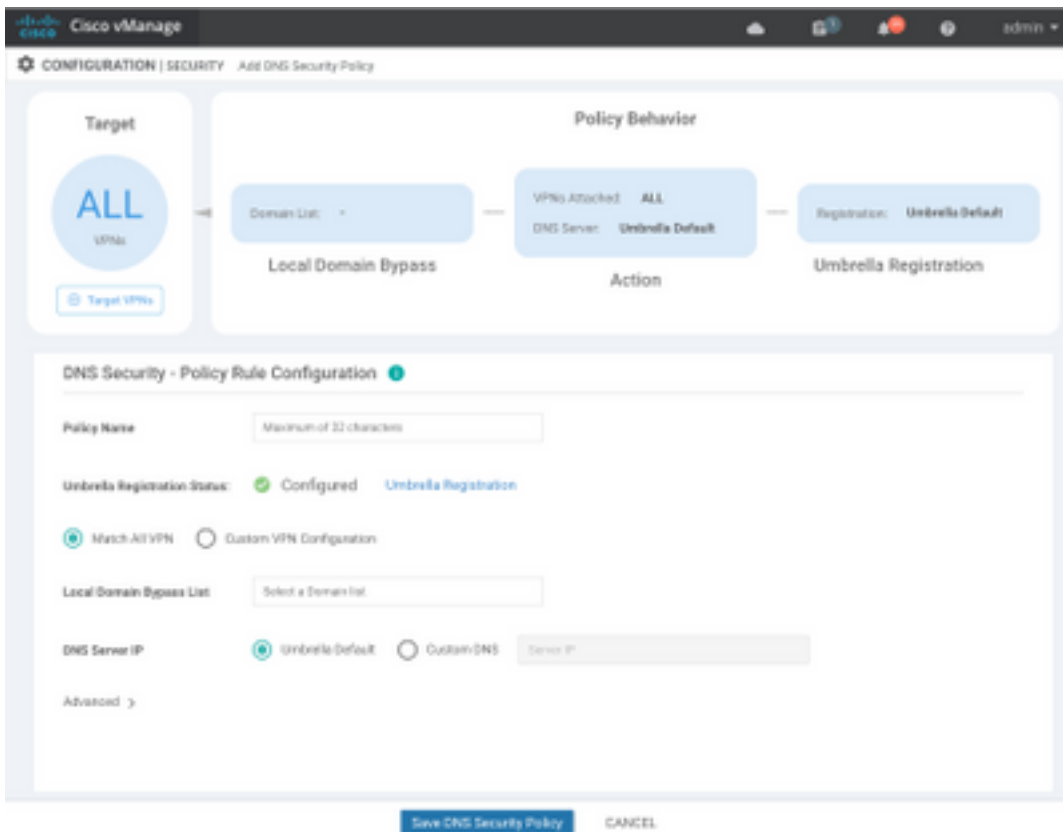 cisco Cisco vManage admin
CONFIGURATION | SECURITY Add DNS Security Policy
Target
ALL
VPNs
Target VPNs
Policy Behavior
Domain List: -
Local Domain Bypass
VPNs Attached: ALL
DNS Server: Umbrella Default
Action
Registration: Umbrella Default
Umbrella Registration
DNS Security - Policy Rule Configuration
Policy Name Maximum of 32 characters
Umbrella Registration Status: Configured Umbrella Registration
Match All VPN Custom VPN Configuration
Local Domain Bypass List Select a Domain list
DNS Server IP Umbrella Default Custom DNS Server IP
Advanced >
Save DNS Security Policy CANCEL